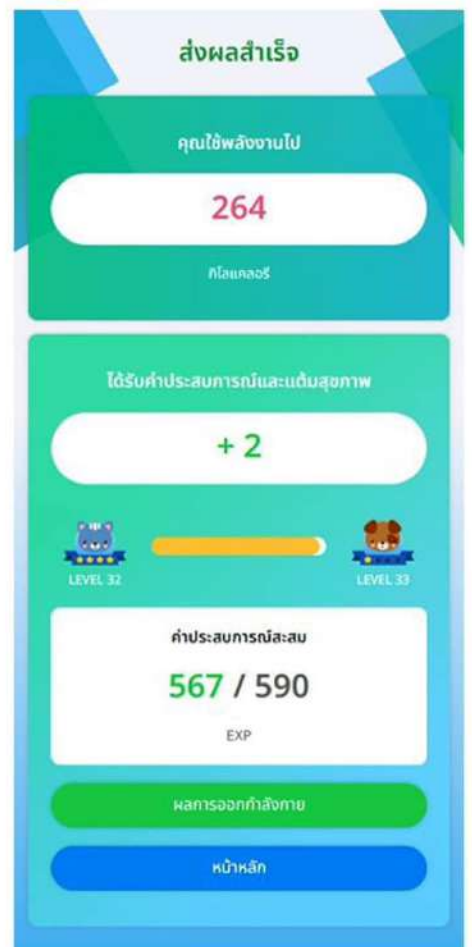 ส่งผลสำเร็จ
คุณใช้พลังงานไป
264
กิโลแคลอรี
ได้รับค่าประสบการณ์และแต้มสุขภาพ
+ 2
LEVEL 32
LEVEL 33
ค่าประสบการณ์สะสม
567 / 590
EXP
ผลการออกกำลังกาย
หน้าหลัก